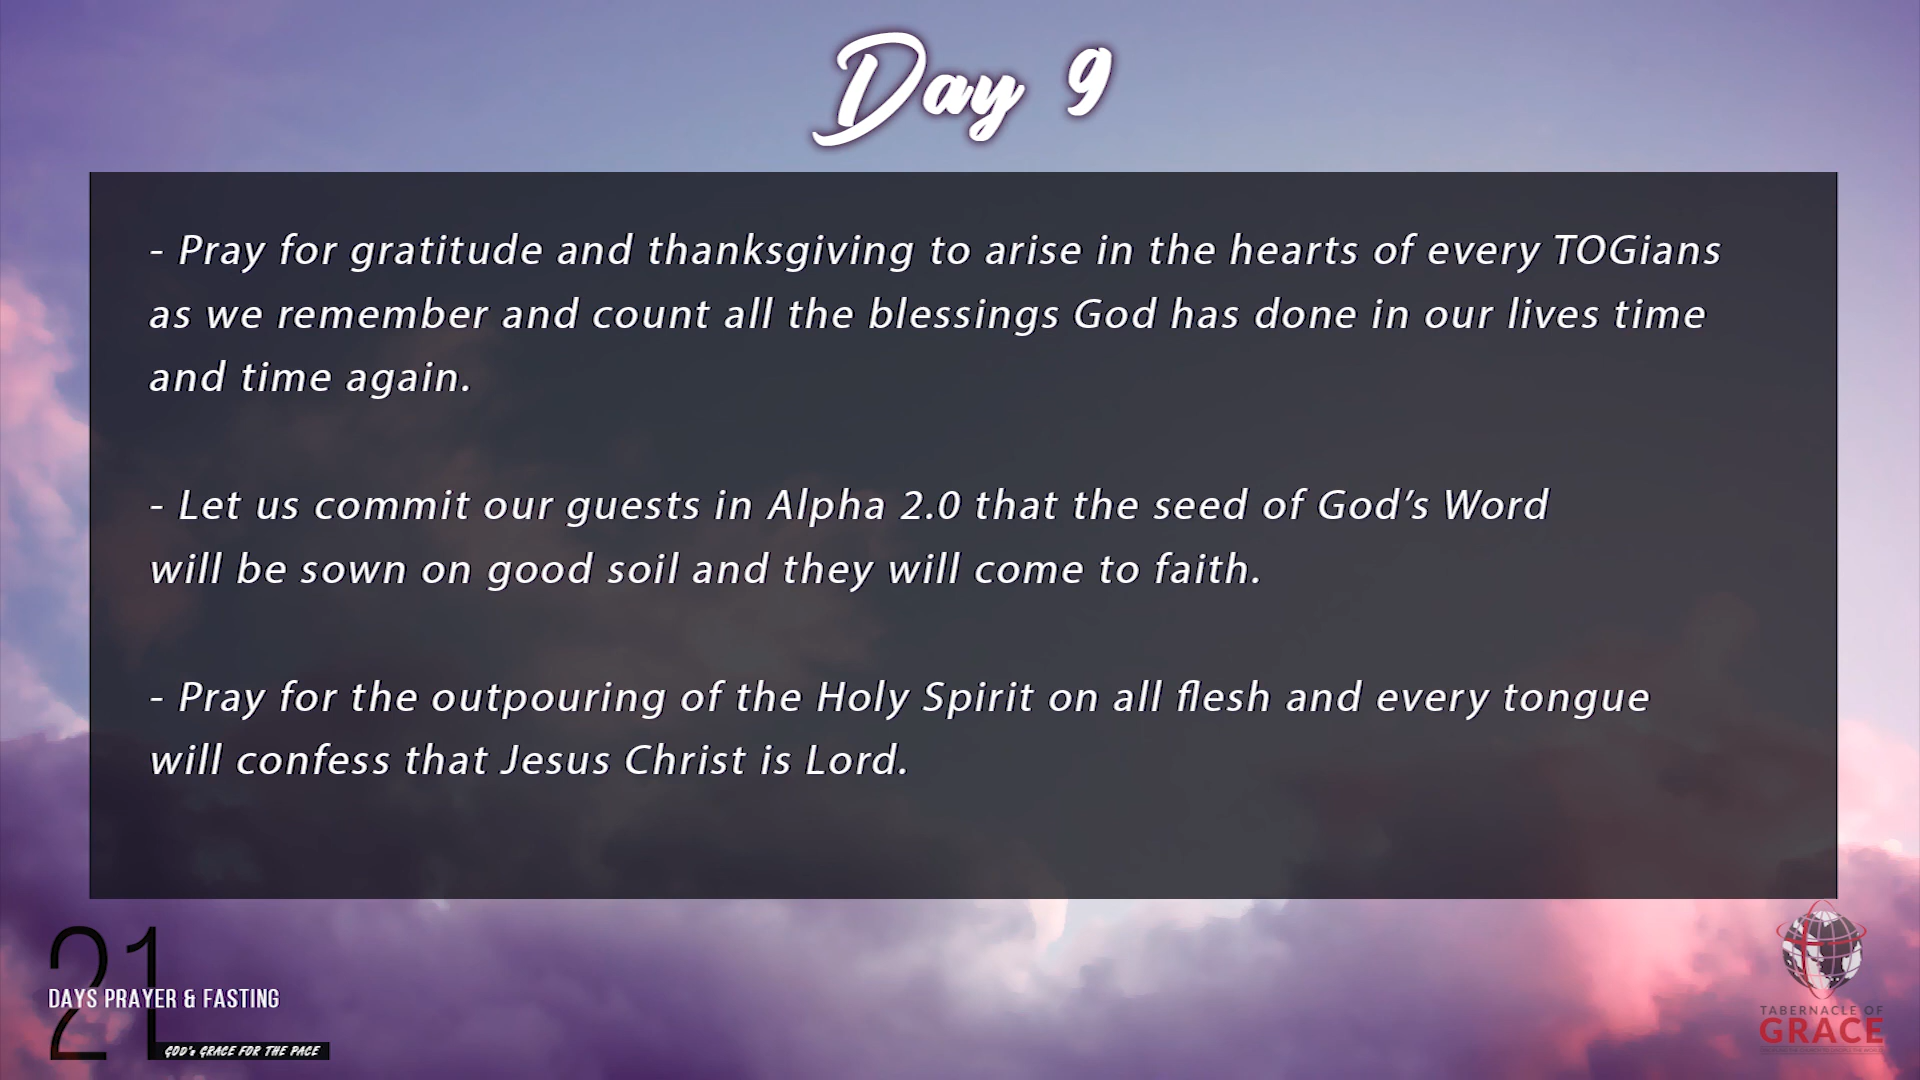 Day 9
- Pray for gratitude and thanksgiving to arise in the hearts of every TOGians
as we remember and count all the blessings God has done in our lives time
and time again.
- Let us commit our guests in Alpha 2.0 that the seed of God’s Word
will be sown on good soil and they will come to faith.
- Pray for the outpouring of the Holy Spirit on all flesh and every tongue
will confess that Jesus Christ is Lord.
21
DAYS PRAYER & FASTING
GOD's GRACE FOR THE PACE
TABERNACLE OF
GRACE